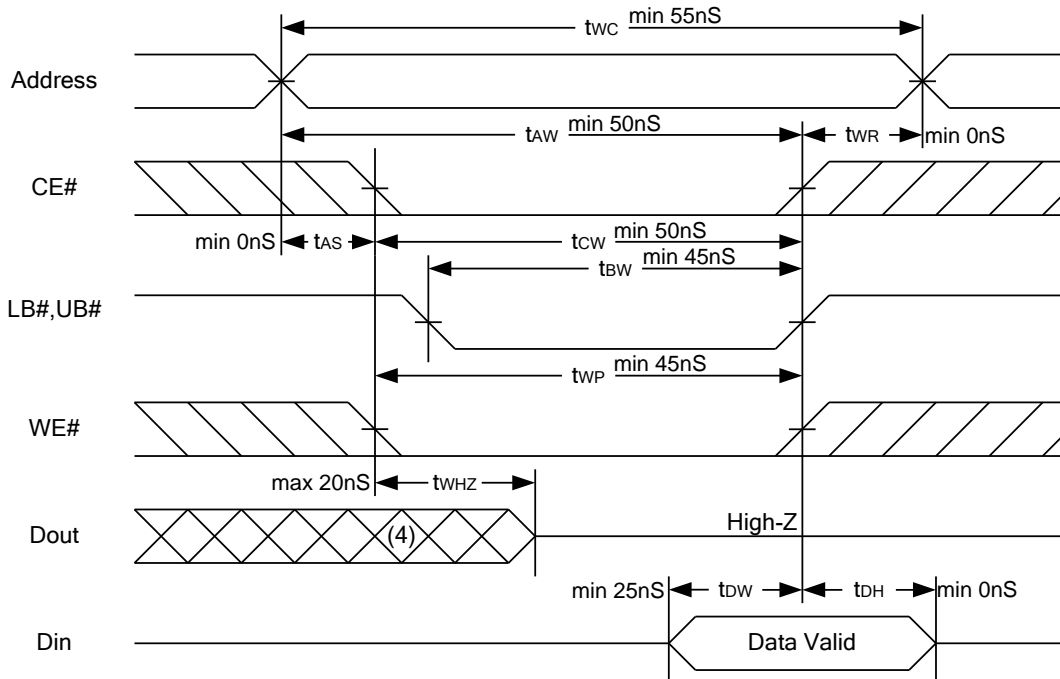 tWC min 55nS
Address
tAW min 50nS tWR min 0nS
CE#
min 0nS tAS tCW min 50nS
tBW min 45nS
LB#,UB#
tWP min 45nS
WE#
max 20nS tWHZ
Dout (4) High-Z
min 25nS tDW tDH min 0nS
Din Data Valid